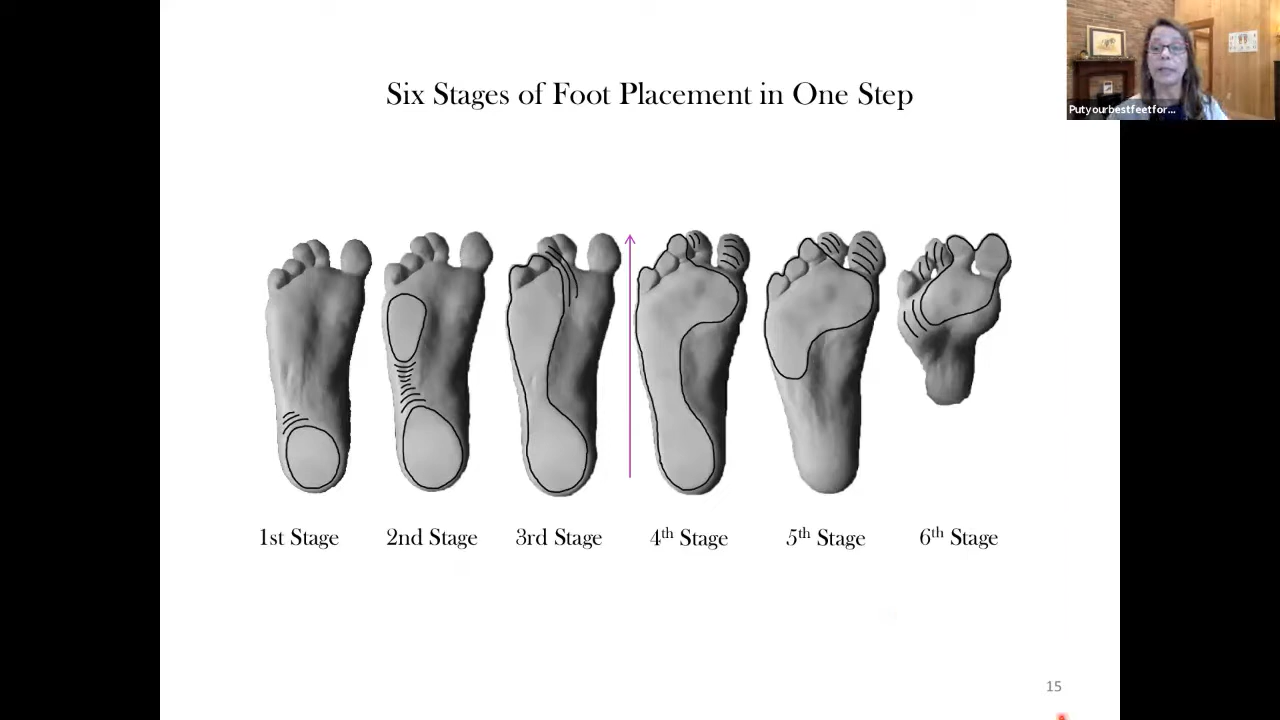 Six Stages of Foot Placement in One Step
Putyourbestfeetfor...
1st Stage 2nd Stage 3rd Stage 4th Stage 5th Stage 6th Stage
15